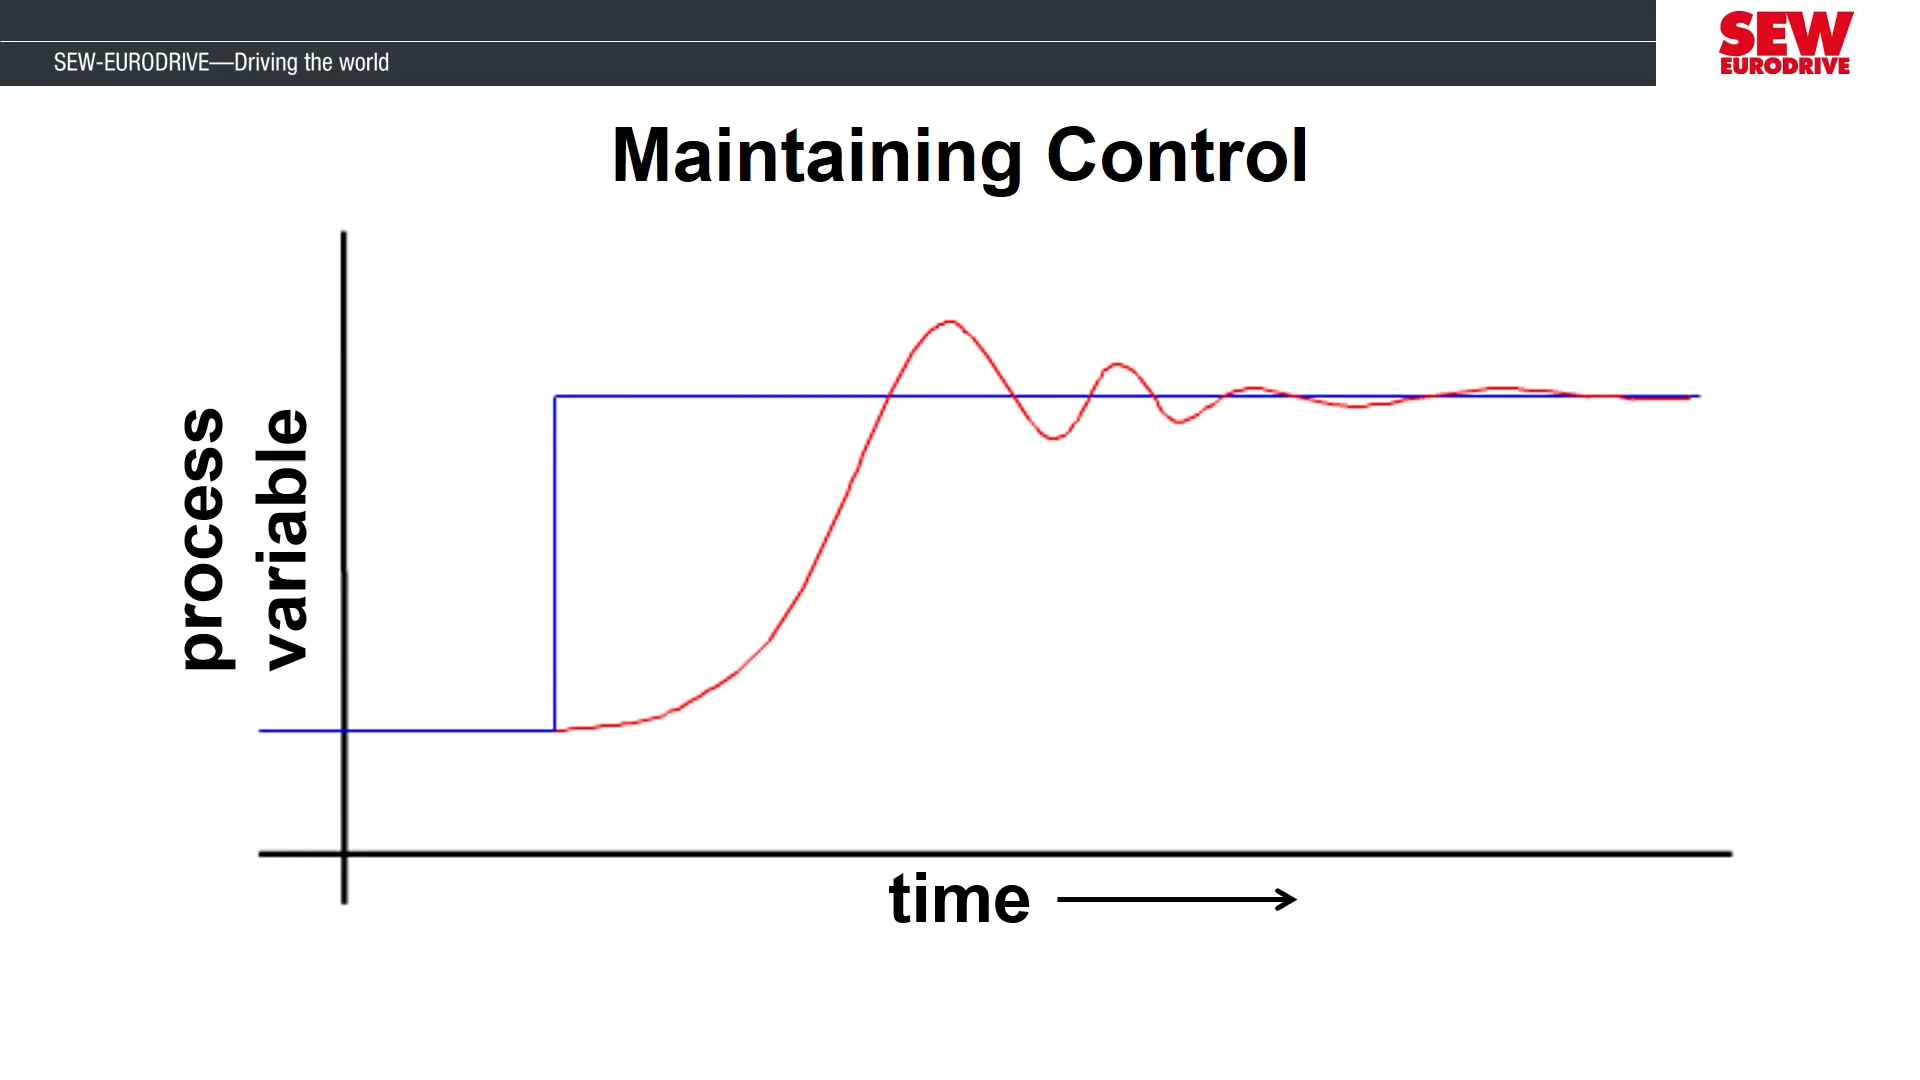 SEW-EURODRIVE—Driving the world
SEW
EURODRIVE
Maintaining Control
process
variable
time